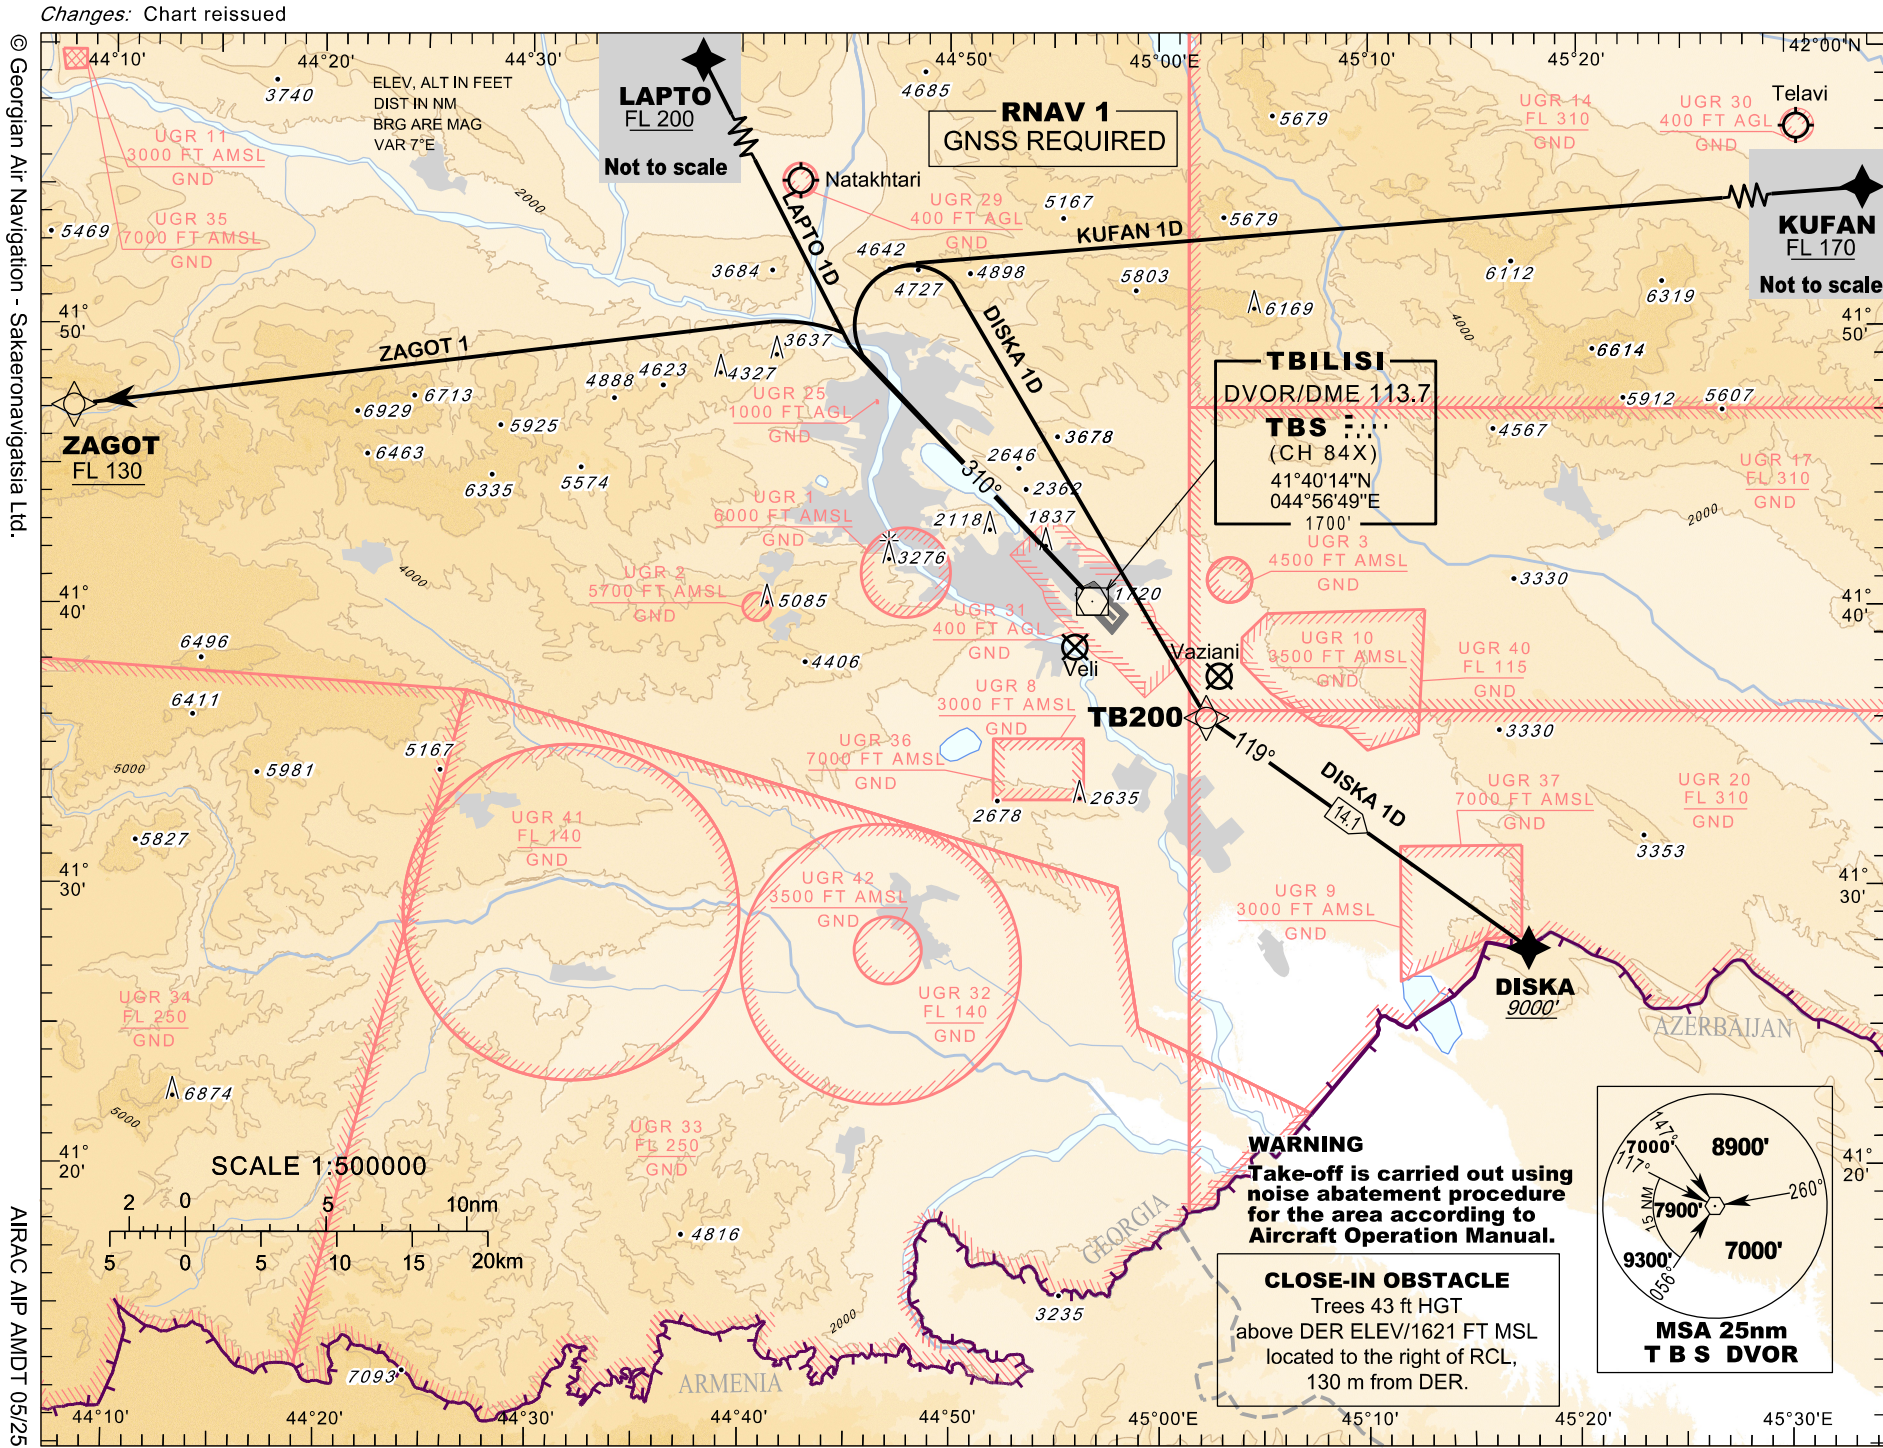 Changes: Chart reissued
© Georgian Air Navigation - Sakaeronavigatsia Ltd.
AIRAC AIP AMDT 05/25
44°10'
44°20'
44°30'
44°50'
45°00'E
45°10'
45°20'
42°00'N
ELEV, ALT IN FEET
DIST IN NM
BRG ARE MAG
VAR 7°E
LAPTO
FL 200
Not to scale
RNAV 1
GNSS REQUIRED
3740
4685
5679
UGR 11
3000 FT AMSL
GND
UGR 35
7000 FT AMSL
GND
2000
UGR 14
FL 310
GND
UGR 30
400 FT AGL
GND
Telavi
Natakhtari
UGR 29
400 FT AGL
GND
5167
5679
KUFAN
FL 170
Not to scale
KUFAN 1D
LAPTO 1D
DISKA 1D
5469
3684
4642
4727
4898
5803
6112
6319
6169
4000
41°
50'
41°
50'
ZAGOT 1
3637
4327
4623
4888
6713
6929
5925
6463
6335
5574
ZAGOT
FL 130
UGR 25
1000 FT AGL
GND
TBILISI
DVOR/DME 113.7
TBS
(CH 84X)
41°40'14"N
044°56'49"E
1700'
6614
5912
5607
4567
UGR 17
FL 310
GND
2000
3678
2646
2362
310°
2118
1837
UGR 1
6000 FT AMSL
GND
3276
UGR 2
5700 FT AMSL
GND
5085
4000
1720
UGR 3
4500 FT AMSL
GND
3330
41°
40'
41°
40'
UGR 31
400 FT AGL
GND
Veli
Vaziani
UGR 10
3500 FT AMSL
GND
UGR 40
FL 115
GND
6496
6411
4406
UGR 8
3000 FT AMSL
GND
TB200
3330
5167
5981
5000
UGR 36
7000 FT AMSL
GND
119°
DISKA 1D
14.1
UGR 37
7000 FT AMSL
GND
UGR 20
FL 310
GND
2678
2635
5827
UGR 41
FL 140
GND
3353
41°
30'
41°
30'
UGR 42
3500 FT AMSL
GND
UGR 9
3000 FT AMSL
GND
UGR 34
FL 250
GND
UGR 32
FL 140
GND
DISKA
9000'
AZERBAIJAN
6874
5000
UGR 33
FL 250
GND
WARNING
Take-off is carried out using
noise abatement procedure
for the area according to
Aircraft Operation Manual.
41°
20'
41°
20'
SCALE 1:500000
2 0 5 10nm
5 0 5 10 15 20km
4816
GEORGIA
3235
2000
7093
ARMENIA
CLOSE-IN OBSTACLE
Trees 43 ft HGT
above DER ELEV/1621 FT MSL
located to the right of RCL,
130 m from DER.
147°
7000'
8900'
117°
260°
15 NM
7900'
9300'
7000'
056°
MSA 25nm
TBS DVOR
44°10'
44°20'
44°30'
44°40'
44°50'
45°00'E
45°10'
45°20'
45°30'E